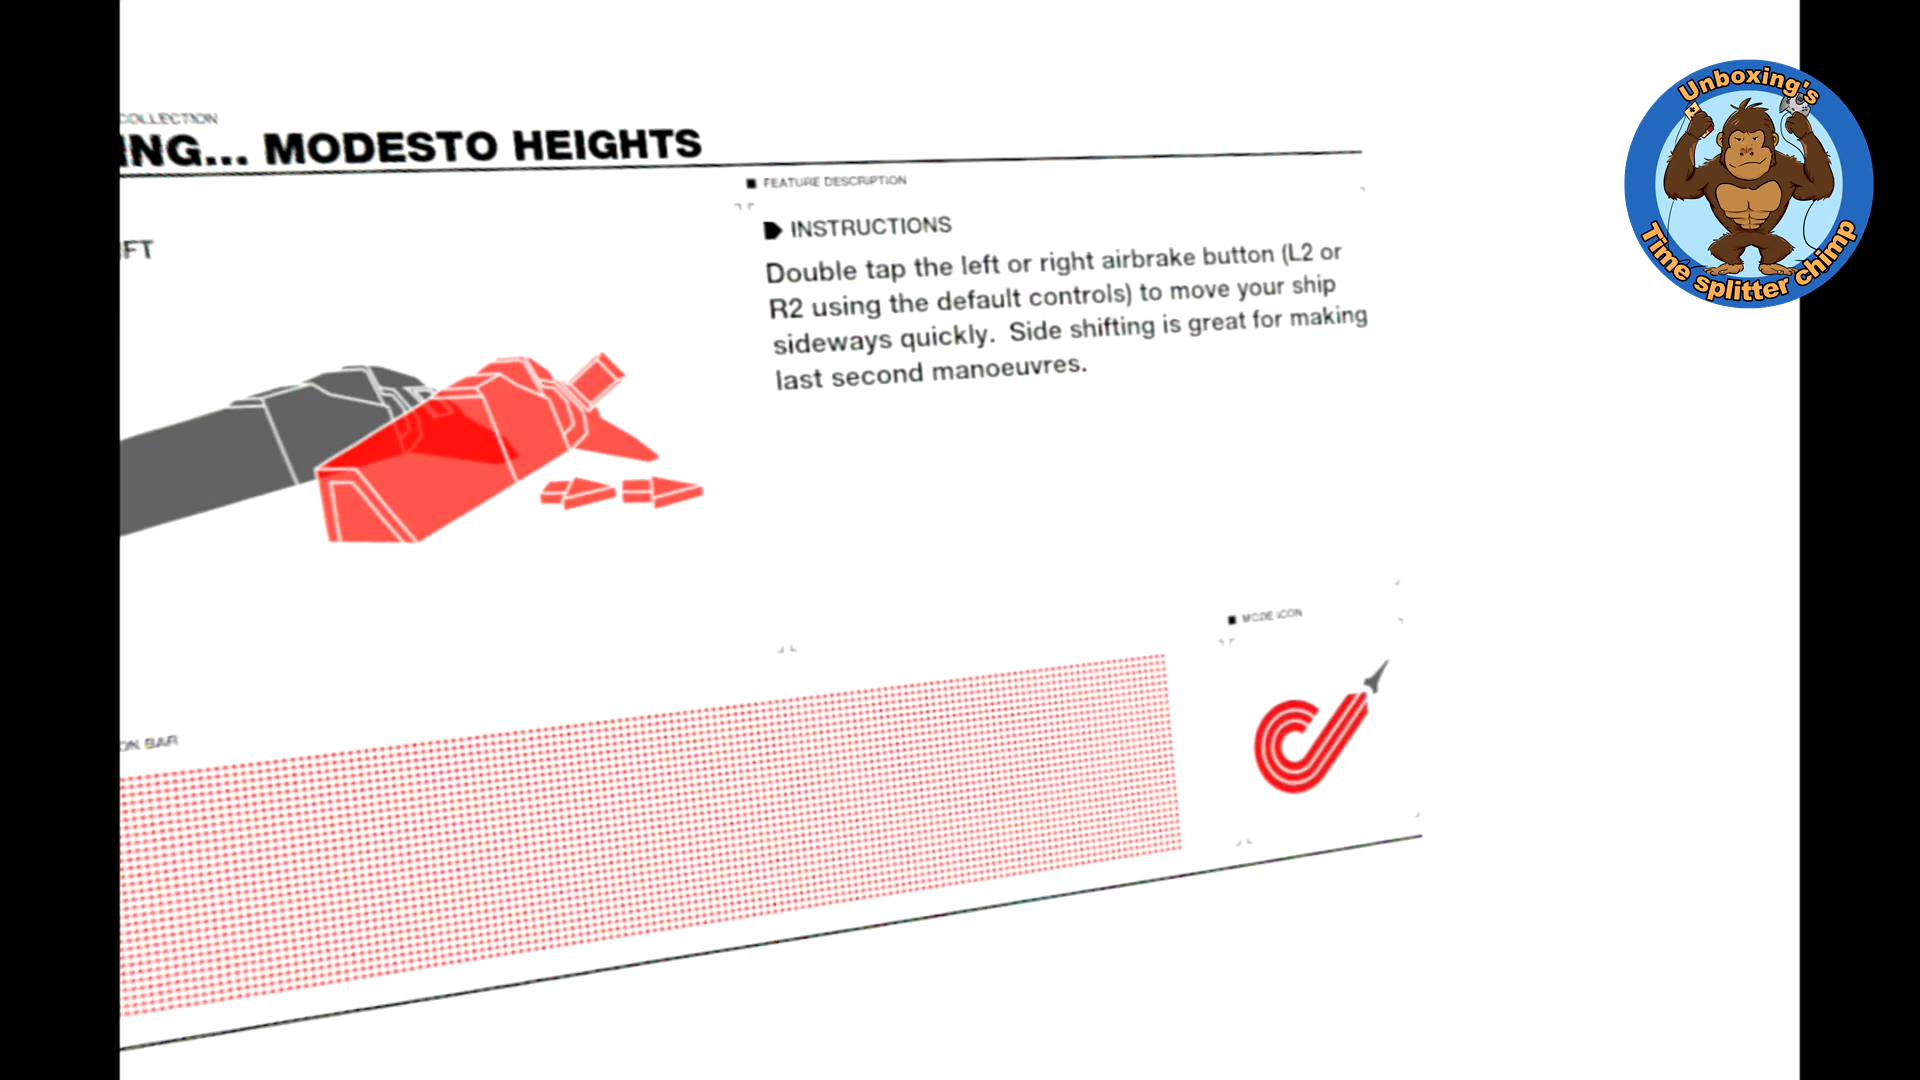 COLLECTION
ING... MODESTO HEIGHTS
FEATURE DESCRIPTION
IFT
INSTRUCTIONS
Double tap the left or right airbrake button (L2 or
R2 using the default controls) to move your ship
sideways quickly. Side shifting is great for making
last second manoeuvres.
MODE ICON
ON BAR
Unboxing's
Time splitter chimp